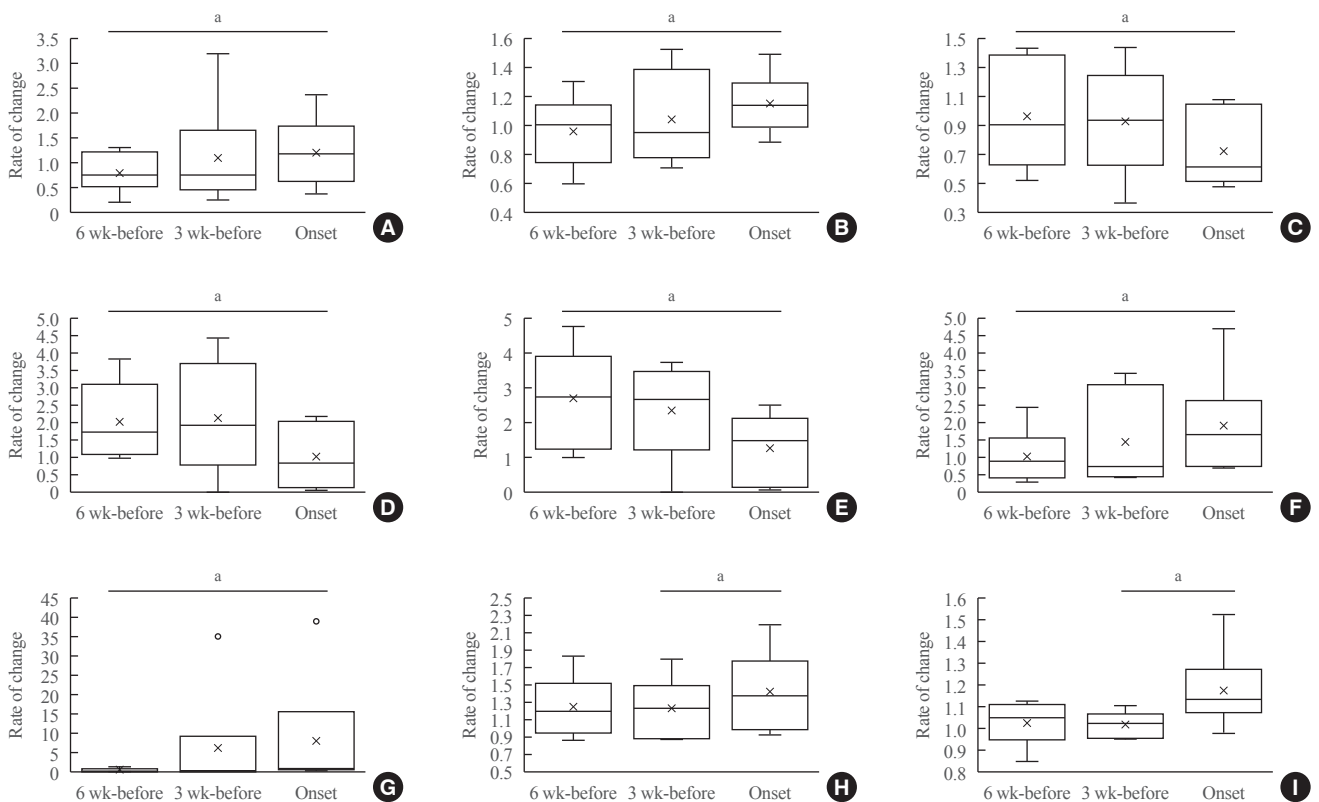 a
Rate of change
3.5
3.0
2.5
2.0
1.5
1.0
0.5
0
6 wk-before 3 wk-before Onset
A
a
Rate of change
1.6
1.4
1.2
1.0
0.8
0.6
0.4
6 wk-before 3 wk-before Onset
B
a
Rate of change
1.5
1.3
1.1
0.9
0.7
0.5
0.3
6 wk-before 3 wk-before Onset
C
a
Rate of change
5.0
4.5
4.0
3.5
3.0
2.5
2.0
1.5
1.0
0.5
0
6 wk-before 3 wk-before Onset
D
a
Rate of change
5
4
3
2
1
0
6 wk-before 3 wk-before Onset
E
a
Rate of change
5.0
4.5
4.0
3.5
3.0
2.5
2.0
1.5
1.0
0.5
0
6 wk-before 3 wk-before Onset
F
a
Rate of change
45
40
35
30
25
20
15
10
5
0
6 wk-before 3 wk-before Onset
G
a
Rate of change
2.5
2.3
2.1
1.9
1.7
1.5
1.3
1.1
0.9
0.7
0.5
6 wk-before 3 wk-before Onset
H
a
Rate of change
1.6
1.5
1.4
1.3
1.2
1.1
1.0
0.9
0.8
6 wk-before 3 wk-before Onset
I